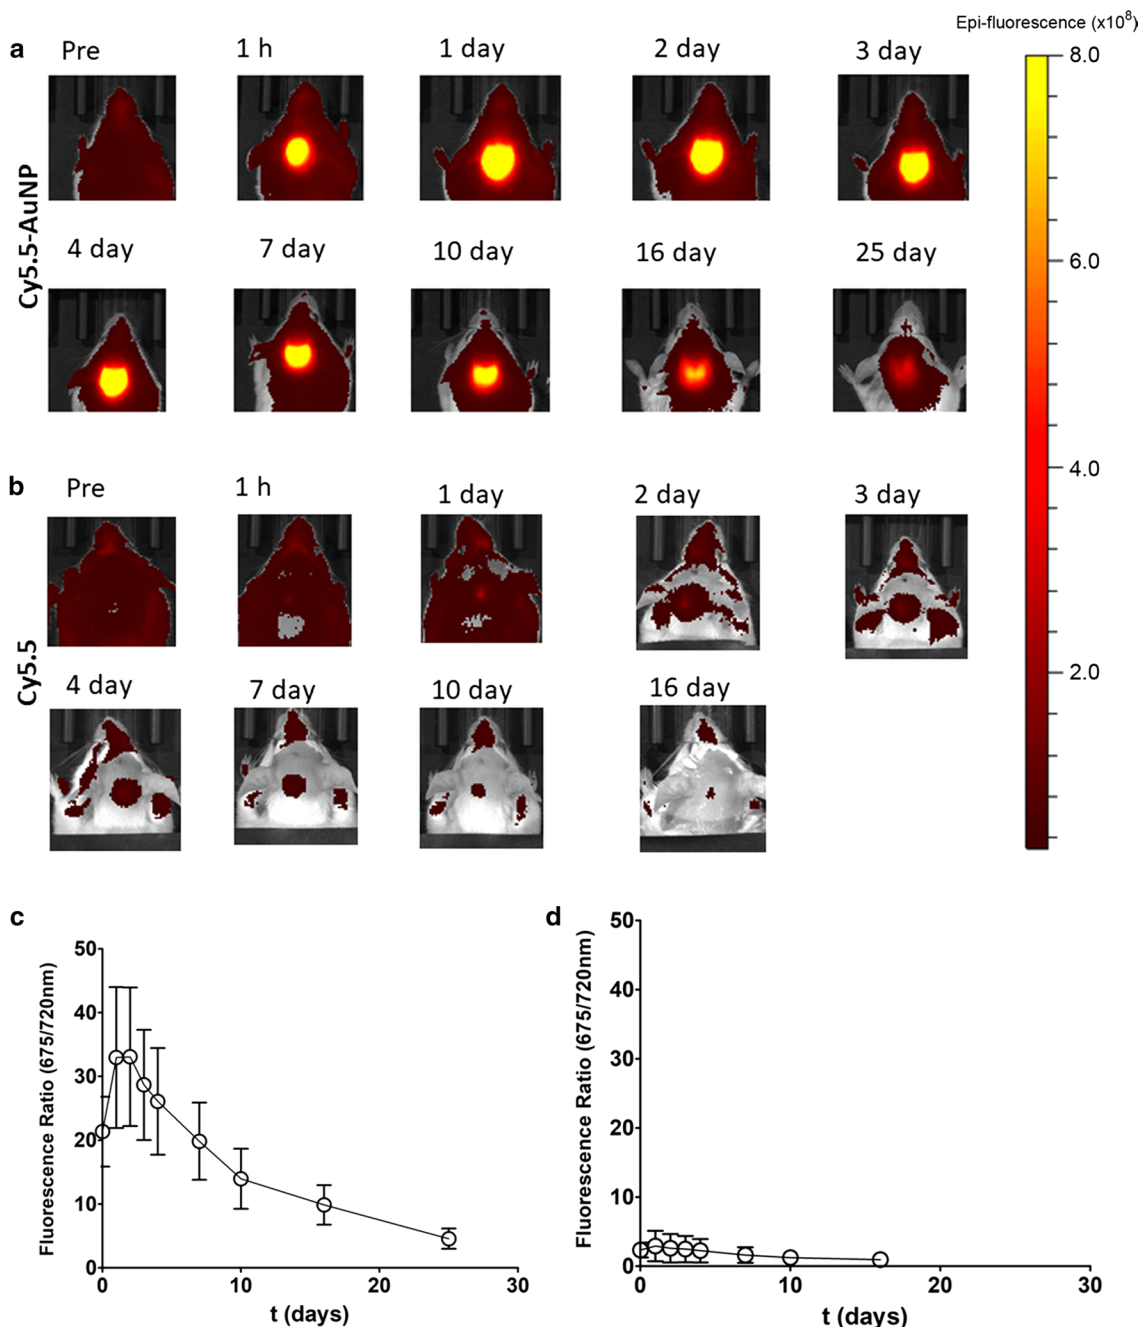 Epi-fluorescence (x10⁸)
a
Pre
1 h
1 day
2 day
3 day
8.0
6.0
4.0
2.0
Cy5.5-AuNP
4 day
7 day
10 day
16 day
25 day
b
Pre
1 h
1 day
2 day
3 day
Cy5.5
4 day
7 day
10 day
16 day
c
Fluorescence Ratio (675/720nm)
50
40
30
20
10
0
0 10 20 30
t (days)
d
Fluorescence Ratio (675/720nm)
50
40
30
20
10
0
0 10 20 30
t (days)